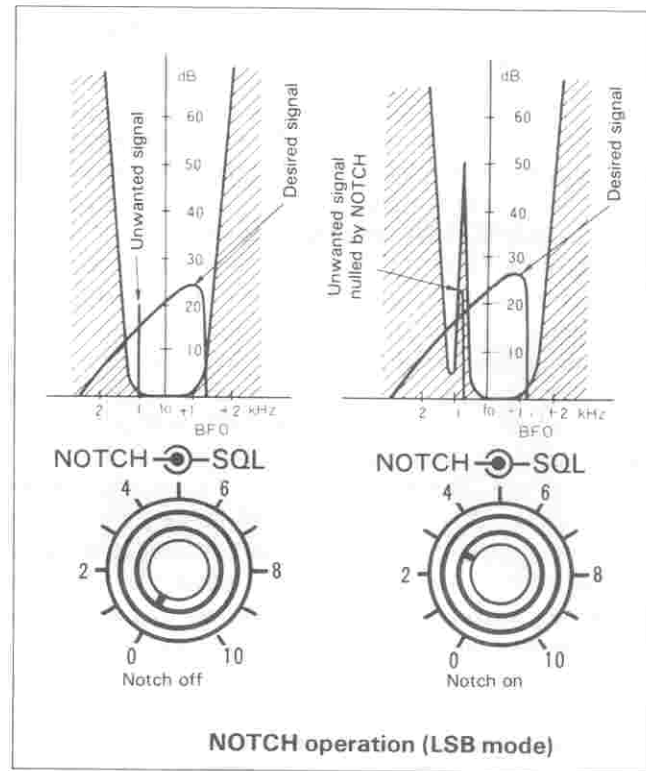 dB
60
50
40
30
20
10
Unwanted signal
Desired signal
2 1 fo +1 +2 kHz
BFO
NOTCH SQL
0 2 4 6 8 10
Notch off
dB
60
50
40
30
20
10
Unwanted signal
nulled by NOTCH
Desired signal
2 1 fo +1 +2 kHz
BFO
NOTCH SQL
0 2 4 6 8 10
Notch on
NOTCH operation (LSB mode)